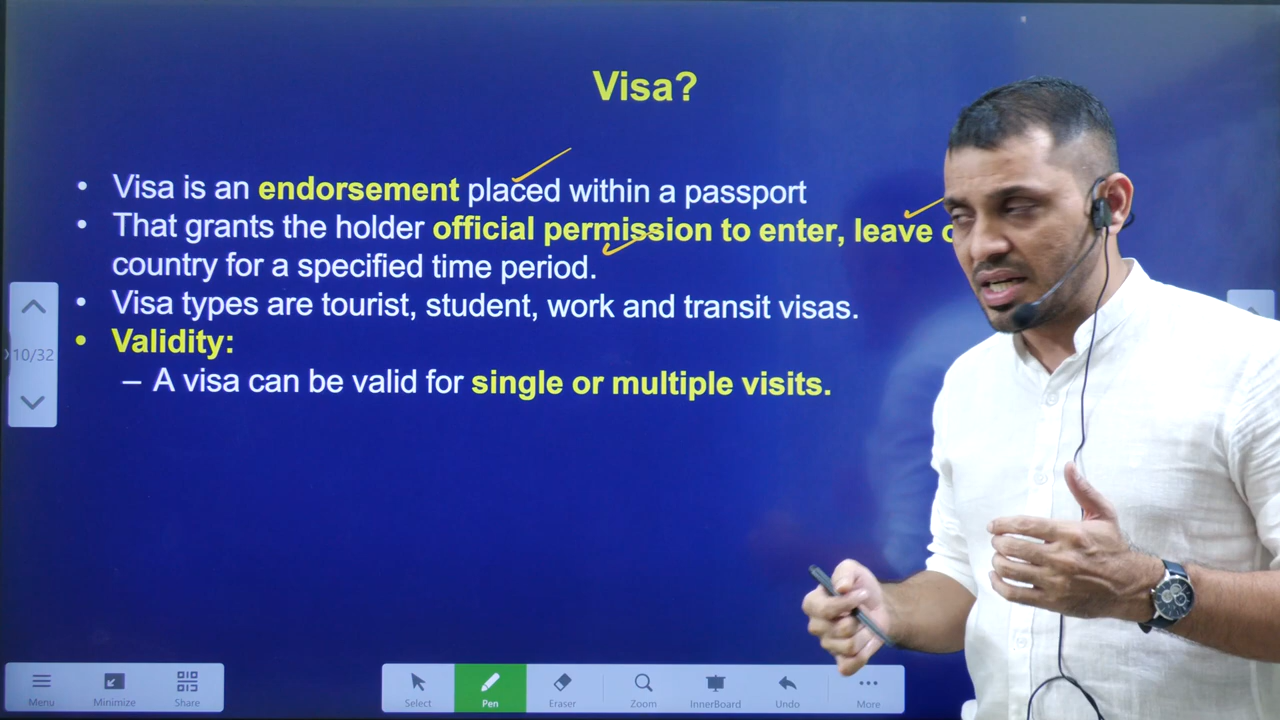 Visa?
• Visa is an endorsement placed within a passport
• That grants the holder official permission to enter, leave
country for a specified time period.
• Visa types are tourist, student, work and transit visas.
• Validity:
– A visa can be valid for single or multiple visits.
10/32
Menu Minimize Share Select Pen Eraser Zoom InnerBoard Undo More